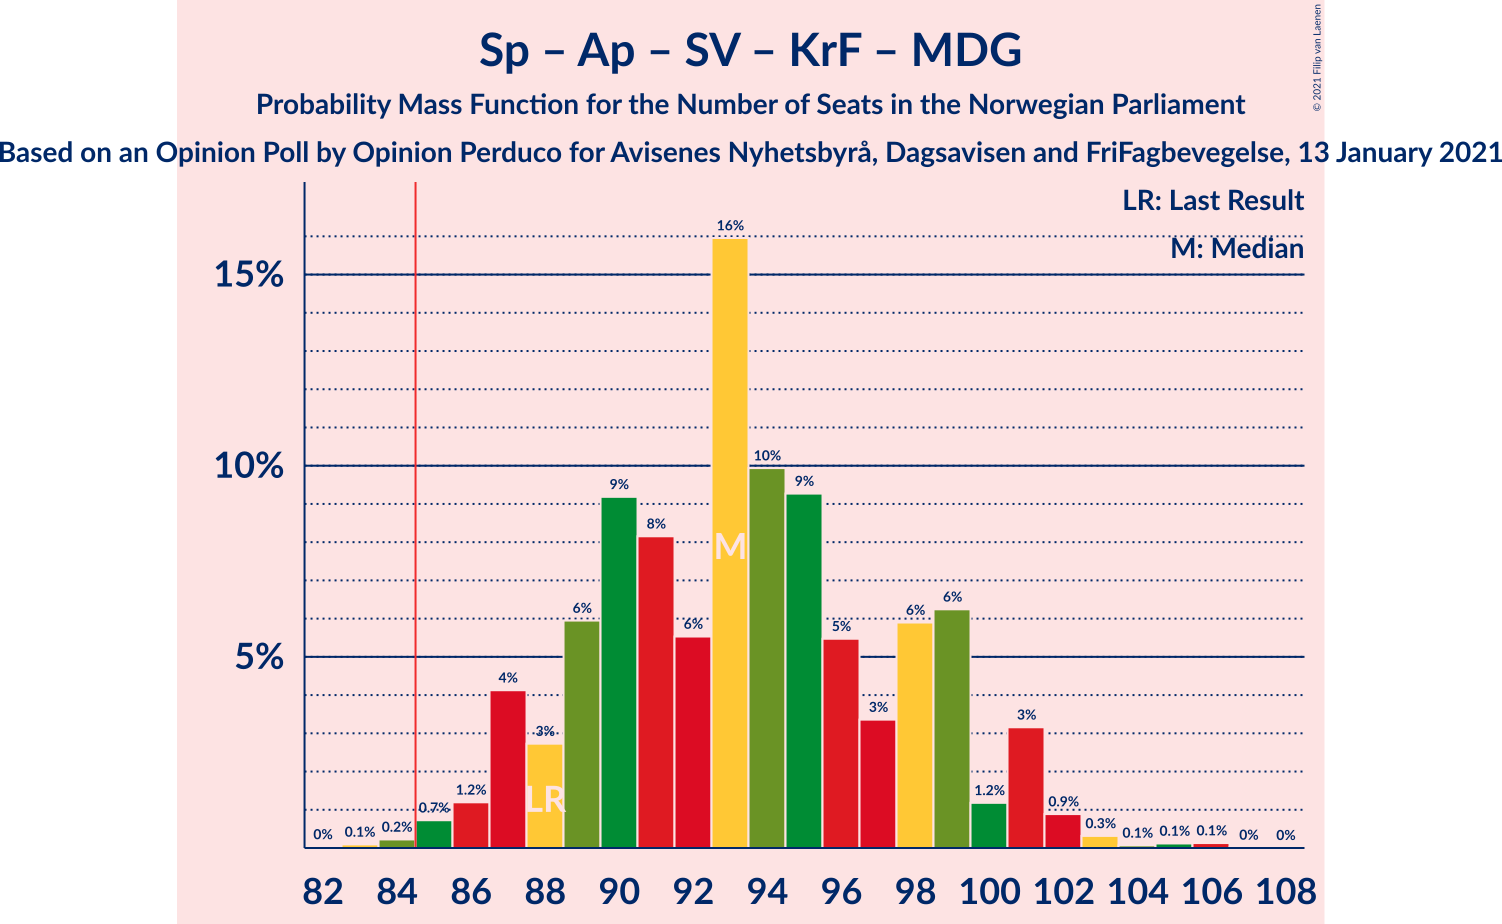 Sp – Ap – SV – KrF – MDG
Probability Mass Function for the Number of Seats in the Norwegian Parliament
Based on an Opinion Poll by Opinion Perduco for Avisenes Nyhetsbyrå, Dagsavisen and FriFagbevegelse, 13 January 2021
© 2021 Filip van Laenen
LR: Last Result
M: Median
15%
10%
5%
0% 0.1% 0.2% 0.7% 1.2% 4% 3% 6% 9% 8% 6% 16% 10% 9% 5% 3% 6% 6% 1.2% 3% 0.9% 0.3% 0.1% 0.1% 0.1% 0% 0%
M
LR
82 84 86 88 90 92 94 96 98 100 102 104 106 108